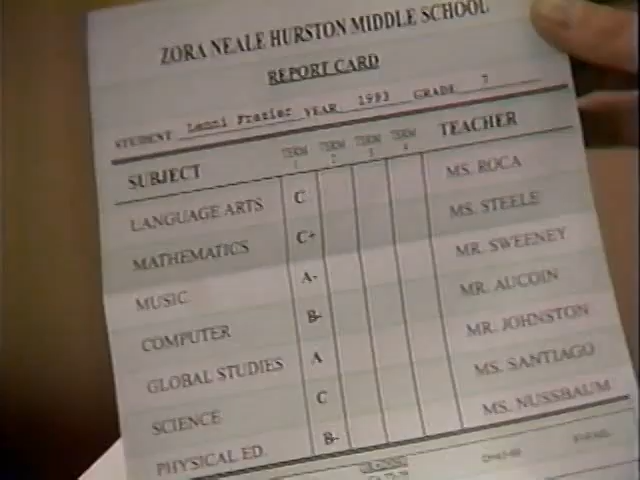 ZORA NEALE HURSTON MIDDLE SCHOOL
REPORT CARD
STUDENT Lenni Frazier YEAR 1993 GRADE 7
SUBJECT TERM 1 TERM 2 TERM 3 TERM 4 TEACHER
LANGUAGE ARTS C MS. ROCA
MATHEMATICS C+ MS. STEELE
MUSIC A- MR. SWEENEY
COMPUTER B- MR. AUCOIN
GLOBAL STUDIES A MR. JOHNSTON
SCIENCE C MS. SANTIAGO
PHYSICAL ED. B- MS. NUSSBAUM